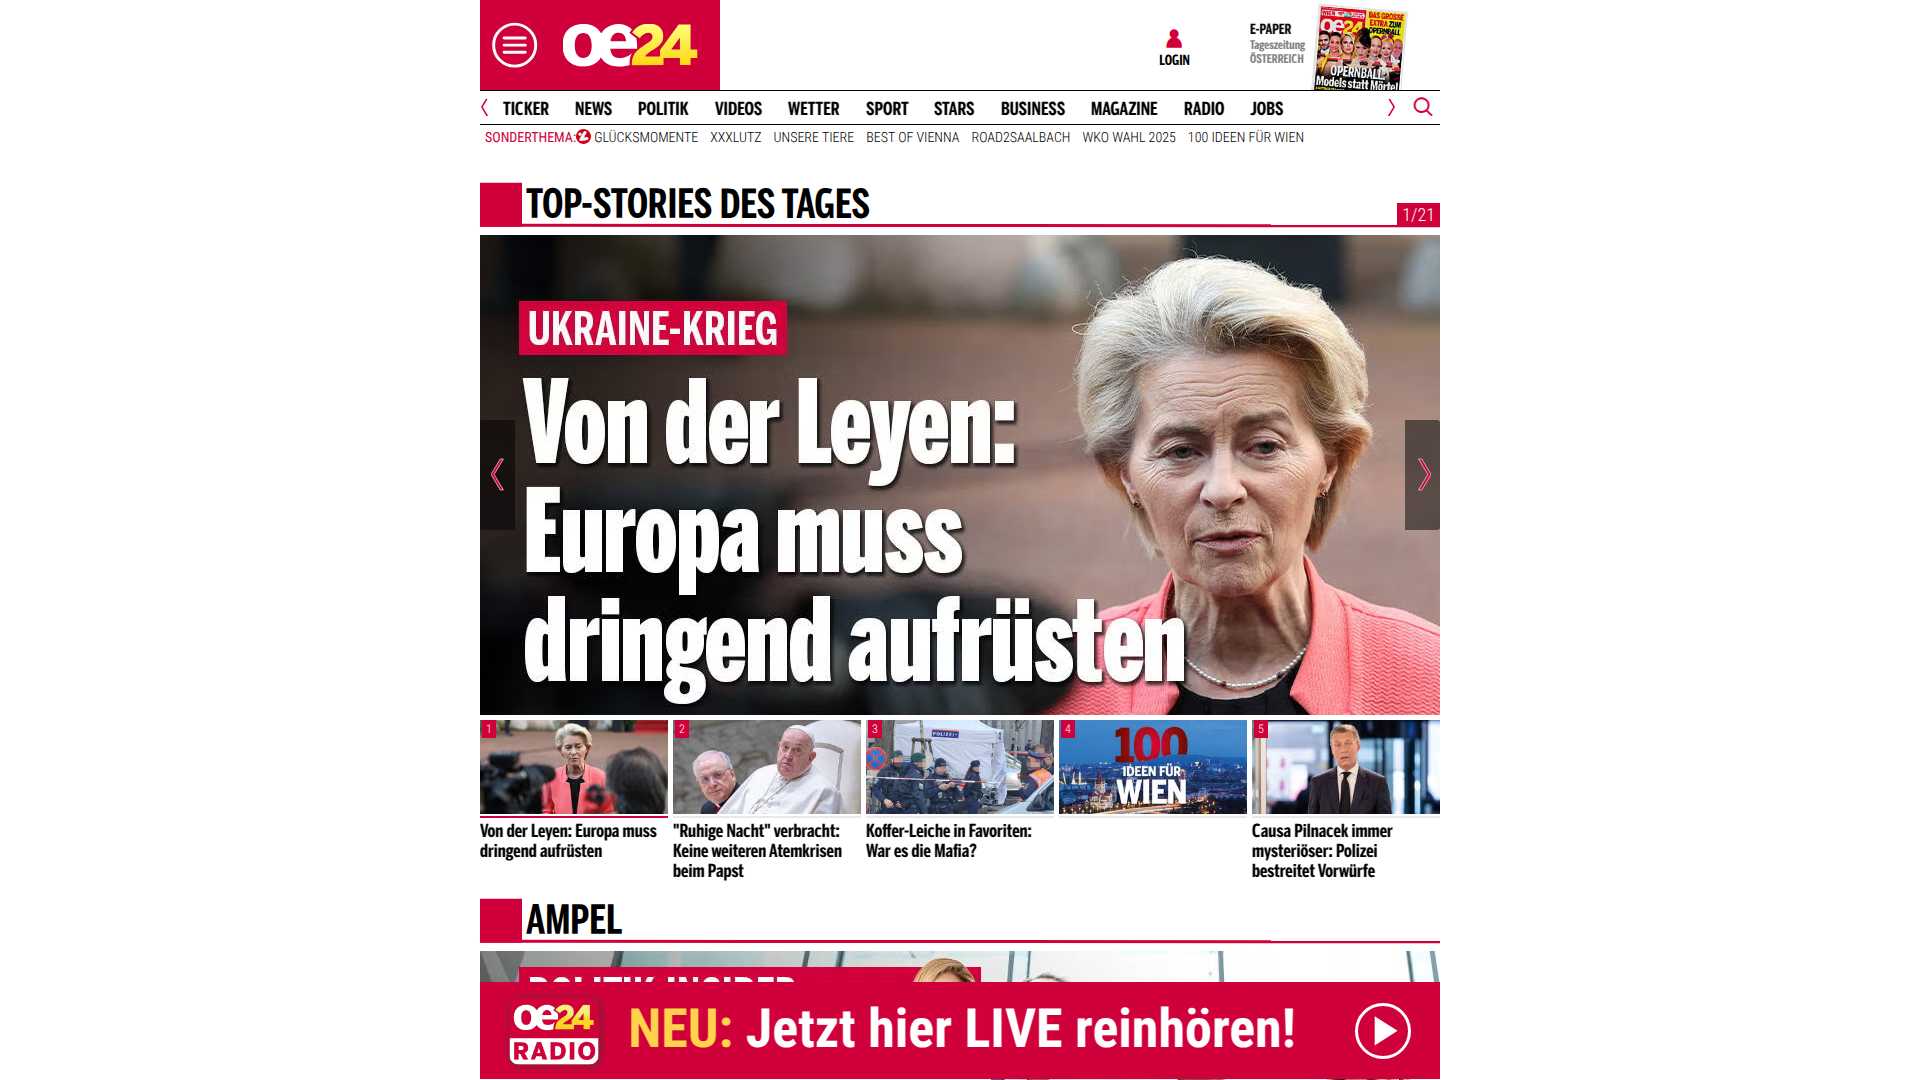 oe24
LOGIN
E-PAPER
Tageszeitung
ÖSTERREICH
DAS GROSSE
EXTRA ZUM
OPERNBALL
oe24
OPERNBALL:
Models statt Mörtel
TICKER NEWS POLITIK VIDEOS WETTER SPORT STARS BUSINESS MAGAZINE RADIO JOBS
SONDERTHEMA: GLÜCKSMOMENTE XXXLUTZ UNSERE TIERE BEST OF VIENNA ROAD2SAALBACH WKO WAHL 2025 100 IDEEN FÜR WIEN
TOP-STORIES DES TAGES
1/21
UKRAINE-KRIEG
Von der Leyen:
Europa muss
dringend aufrüsten
1
2
3
4
5
POLIZEI
100
IDEEN FÜR
WIEN
Von der Leyen: Europa muss
dringend aufrüsten
"Ruhige Nacht" verbracht:
Keine weiteren Atemkrisen
beim Papst
Koffer-Leiche in Favoriten:
War es die Mafia?
Causa Pilnacek immer
mysteriöser: Polizei
bestreitet Vorwürfe
AMPEL
POLITIK-INSIDER
oe24
RADIO
NEU: Jetzt hier LIVE reinhören!